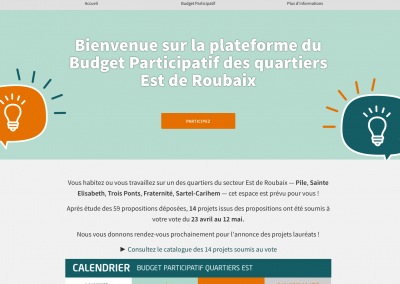 Accueil
Budget Participatif
Plus d'informations
Bienvenue sur la plateforme du
Budget Participatif des quartiers
Est de Roubaix
PARTICIPEZ
Vous habitez ou vous travaillez sur un des quartiers du secteur Est de Roubaix — Pile, Sainte
Elisabeth, Trois Ponts, Fraternité, Sartel-Carihem — cet espace est prévu pour vous !
Après étude des 59 propositions déposées, 14 projets issus des propositions ont été soumis à
votre vote du 23 avril au 12 mai.
Nous vous donnons rendez-vous prochainement pour l'annonce des projets lauréats !
► Consultez le catalogue des 14 projets soumis au vote
CALENDRIER BUDGET PARTICIPATIF QUARTIERS EST